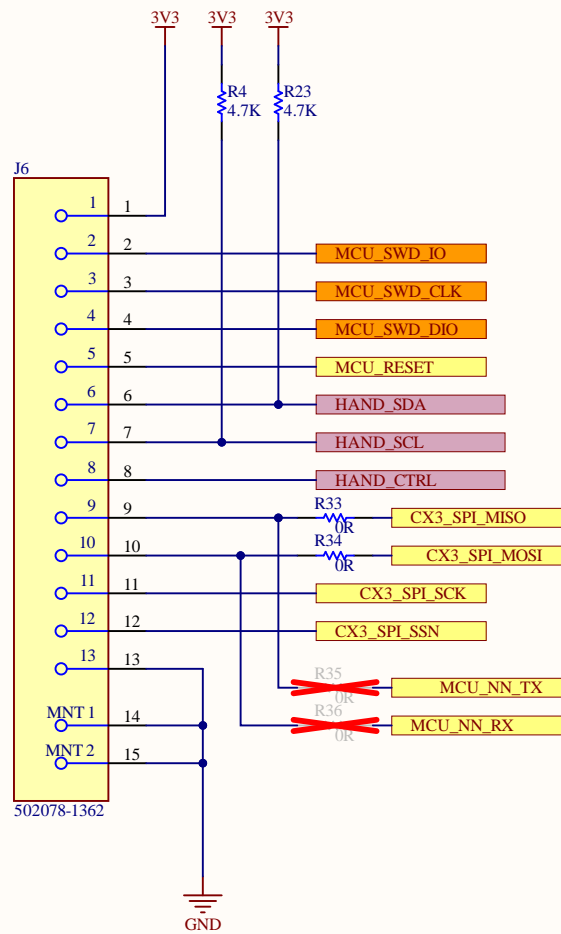 3V3 3V3 3V3
R4 R23
4.7K 4.7K
J6
1 1
2 2 MCU_SWD_IO
3 3 MCU_SWD_CLK
4 4 MCU_SWD_DIO
5 5 MCU_RESET
6 6 HAND_SDA
7 7 HAND_SCL
8 8 HAND_CTRL
R33
9 9 CX3_SPI_MISO
0R
R34
10 10 CX3_SPI_MOSI
0R
11 11 CX3_SPI_SCK
12 12 CX3_SPI_SSN
13 13
R35
MCU_NN_TX
0R
R36
MNT 1 14 MCU_NN_RX
0R
MNT 2 15
502078-1362
GND